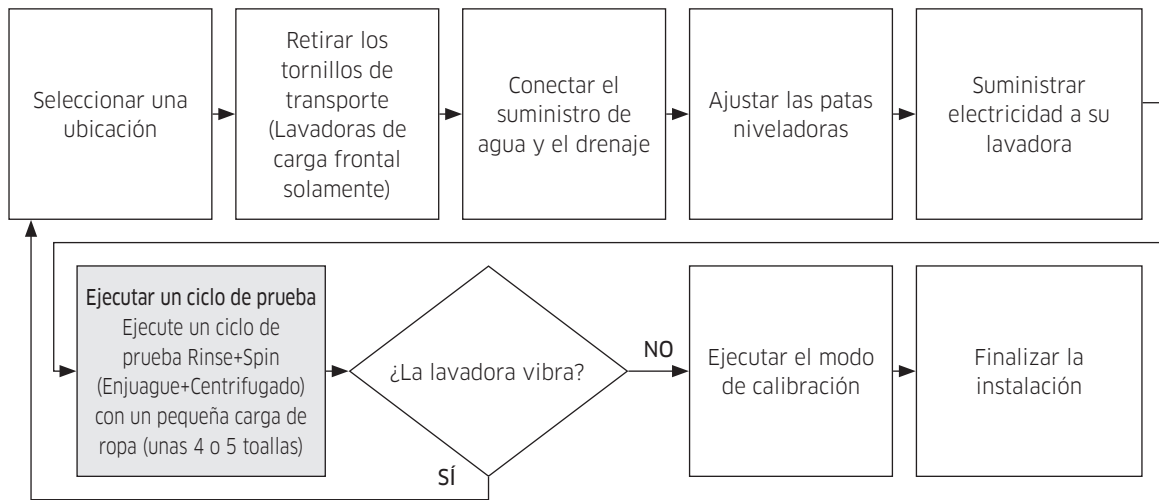 Seleccionar una
ubicación
Retirar los
tornillos de
transporte
(Lavadoras de
carga frontal
solamente)
Conectar el
suministro de
agua y el drenaje
Ajustar las patas
niveladoras
Suministrar
electricidad a su
lavadora
Ejecutar un ciclo de prueba
Ejecute un ciclo de
prueba Rinse+Spin
(Enjuague+Centrifugado)
con un pequeña carga de
ropa (unas 4 o 5 toallas)
¿La lavadora vibra?
NO
SÍ
Ejecutar el modo
de calibración
Finalizar la
instalación